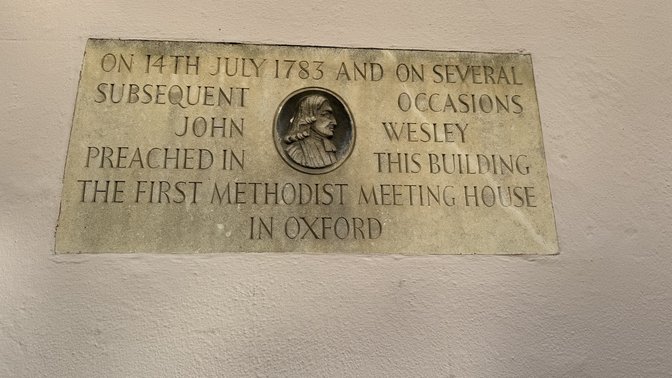 ON 14TH JULY 1783 AND ON SEVERAL
SUBSEQUENT OCCASIONS
JOHN WESLEY
PREACHED IN THIS BUILDING
THE FIRST METHODIST MEETING HOUSE
IN OXFORD